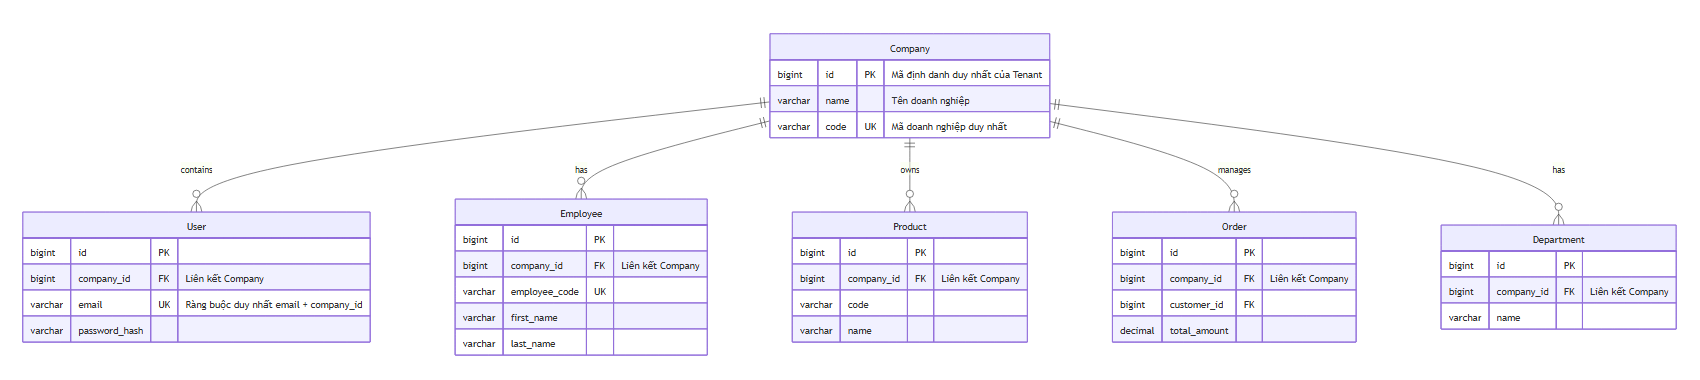 Company
bigint id PK Mã định danh duy nhất của Tenant
varchar name Tên doanh nghiệp
varchar code UK Mã doanh nghiệp duy nhất
contains
has
owns
manages
has
User
bigint id PK
bigint company_id FK Liên kết Company
varchar email UK Ràng buộc duy nhất email + company_id
varchar password_hash
Employee
bigint id PK
bigint company_id FK Liên kết Company
varchar employee_code UK
varchar first_name
varchar last_name
Product
bigint id PK
bigint company_id FK Liên kết Company
varchar code
varchar name
Order
bigint id PK
bigint company_id FK Liên kết Company
bigint customer_id FK
decimal total_amount
Department
bigint id PK
bigint company_id FK Liên kết Company
varchar name